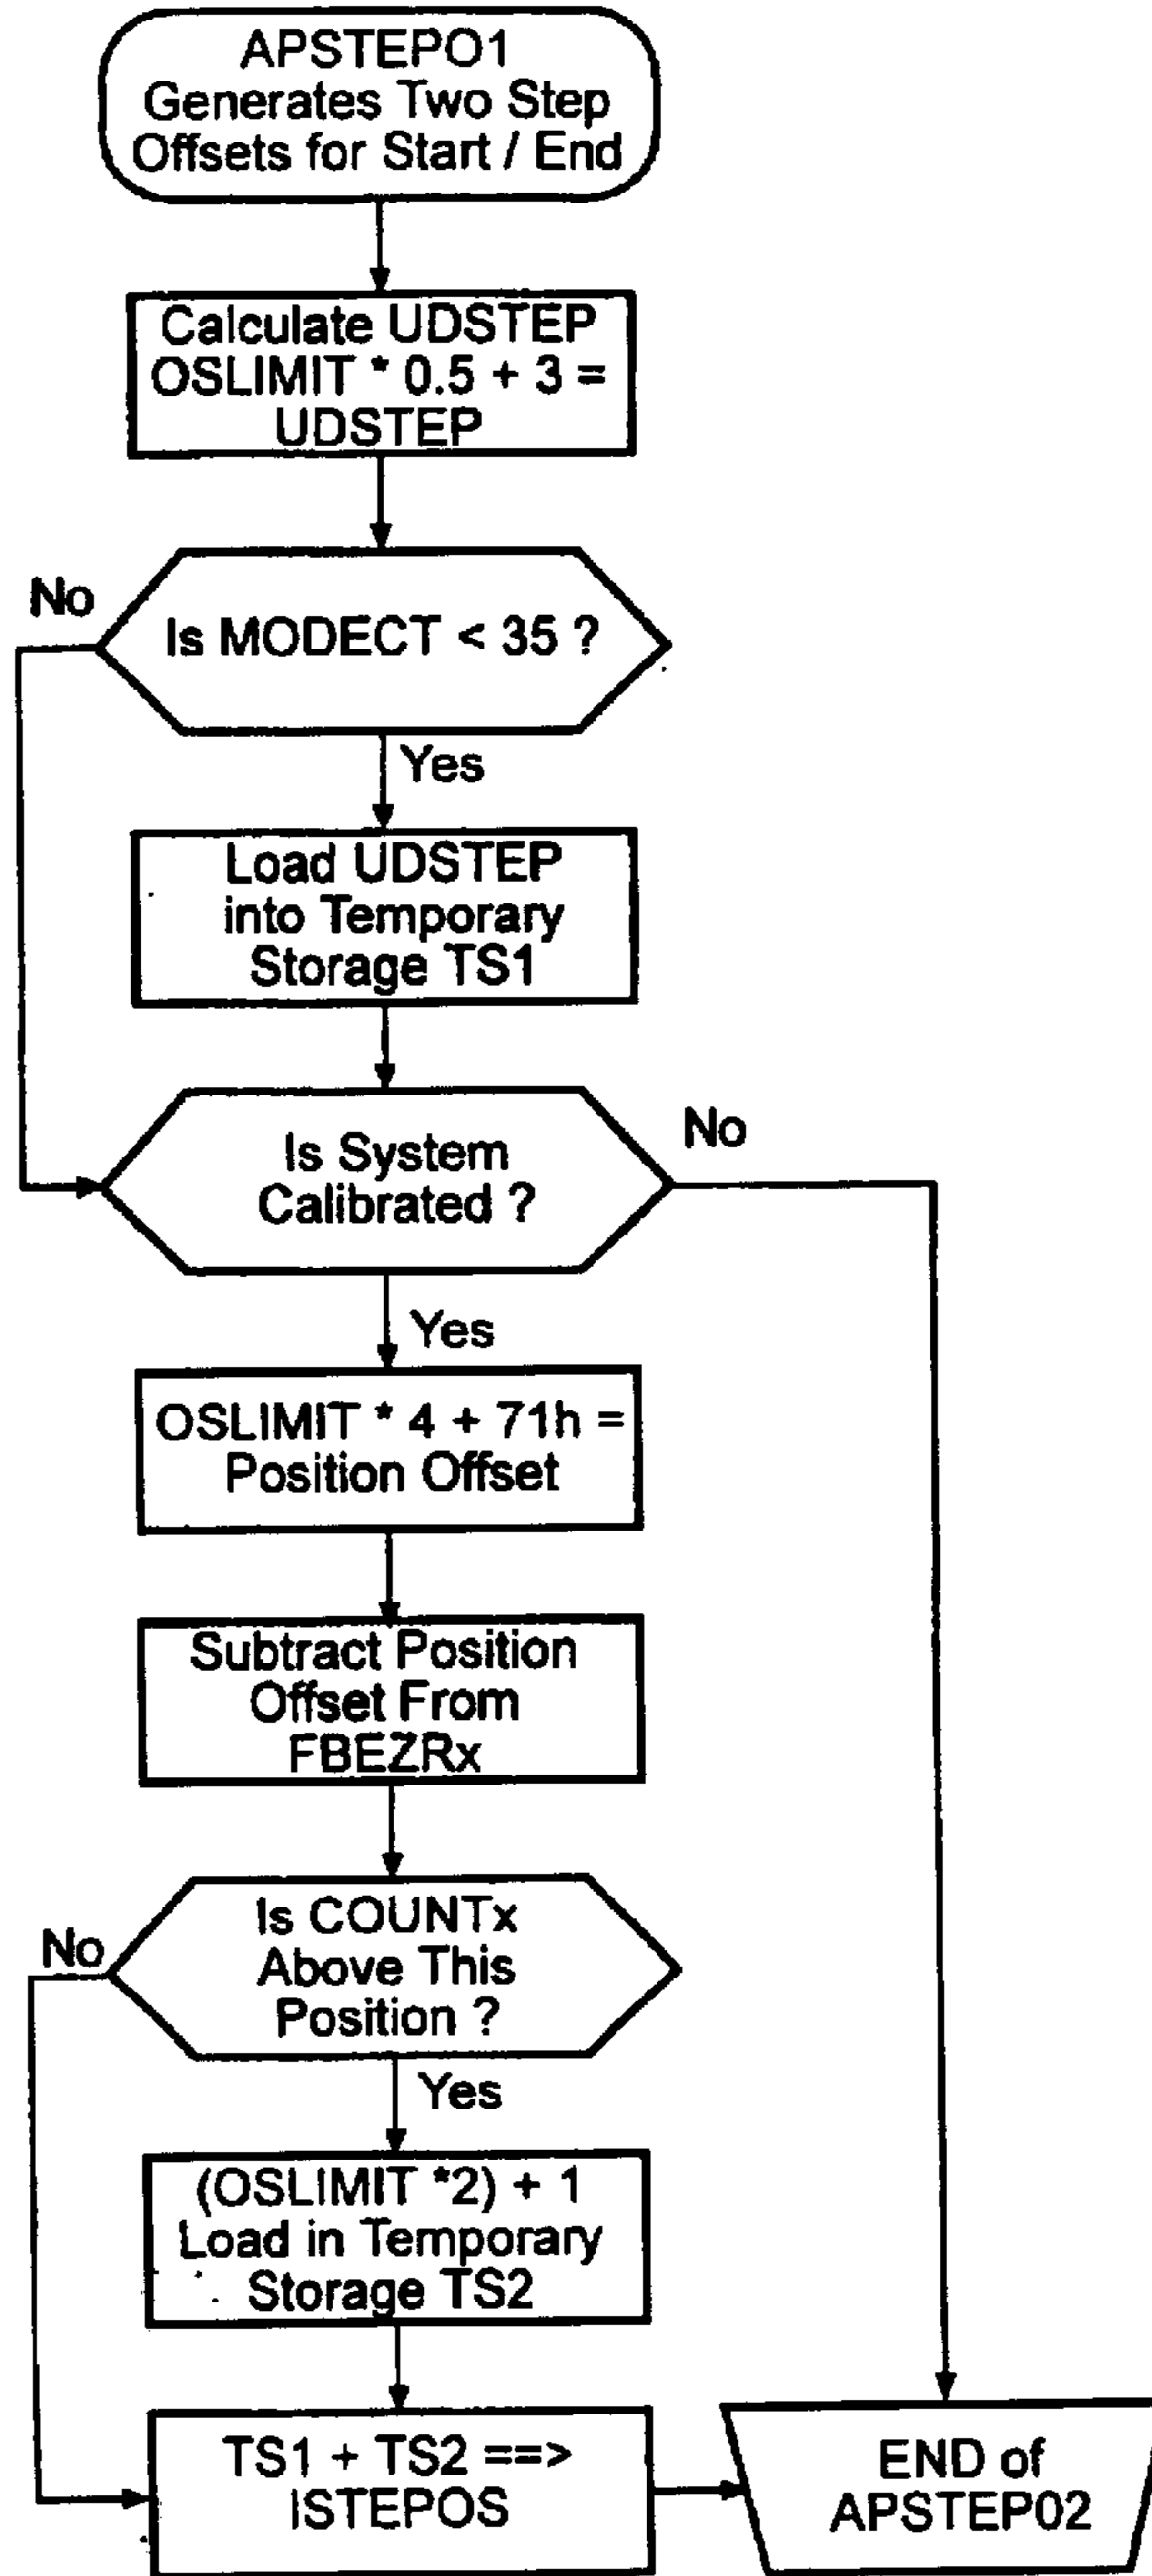 APSTEPO1
Generates Two Step
Offsets for Start / End
Calculate UDSTEP
OSLIMIT * 0.5 + 3 =
UDSTEP
No
Is MODECT < 35 ?
Yes
Load UDSTEP
into Temporary
Storage TS1
Is System
Calibrated ?
No
Yes
OSLIMIT * 4 + 71h =
Position Offset
Subtract Position
Offset From
FBEZRx
Is COUNTx
Above This
Position ?
No
Yes
(OSLIMIT *2) + 1
Load in Temporary
Storage TS2
TS1 + TS2 ==>
ISTEPOS
END of
APSTEP02